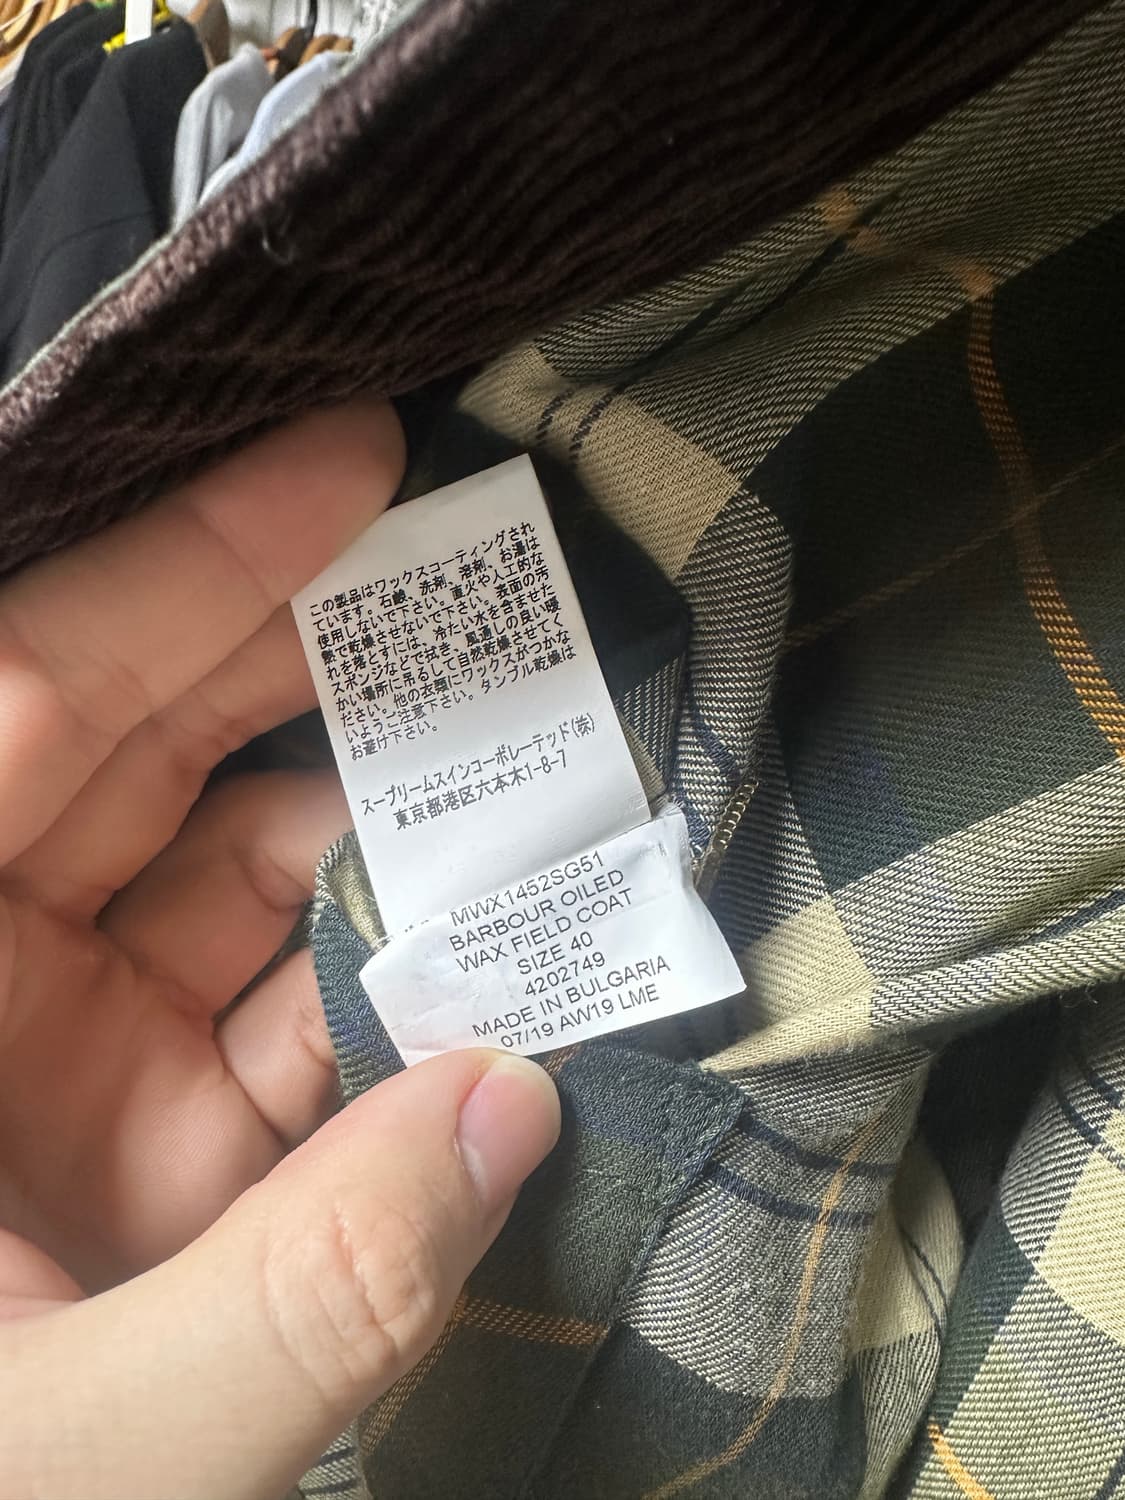 この製品はワックスコーティングされ
ています。石鹸、洗剤、溶剤、お湯は
使用しないで下さい。直火や人工的な
熱で乾燥させないで下さい。表面の汚
れを落とすには、冷たい水を含ませた
スポンジなどで拭き、風通しの良い暖
かい場所に吊るして自然乾燥させてく
ださい。他の衣類にワックスがつかな
いようご注意下さい。タンブル乾燥は
お避け下さい。
スープリームスインコーポレーテッド(株)
東京都港区六本木1-8-7
MWX1452SG51
BARBOUR OILED
WAX FIELD COAT
SIZE 40
4202749
MADE IN BULGARIA
07/19 AW19 LME